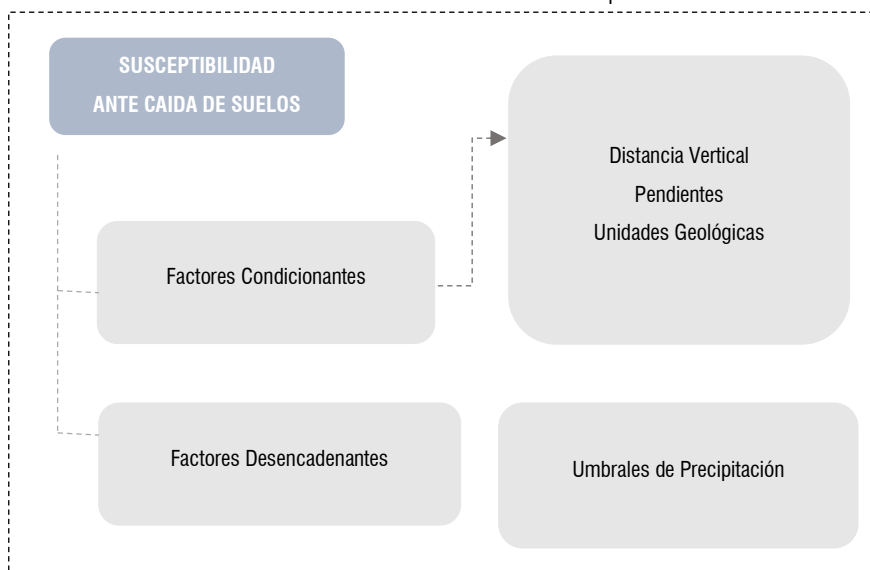 SUSCEPTIBILIDAD
ANTE CAIDA DE SUELOS
Distancia Vertical
Pendientes
Unidades Geológicas
Factores Condicionantes
Factores Desencadenantes
Umbrales de Precipitación